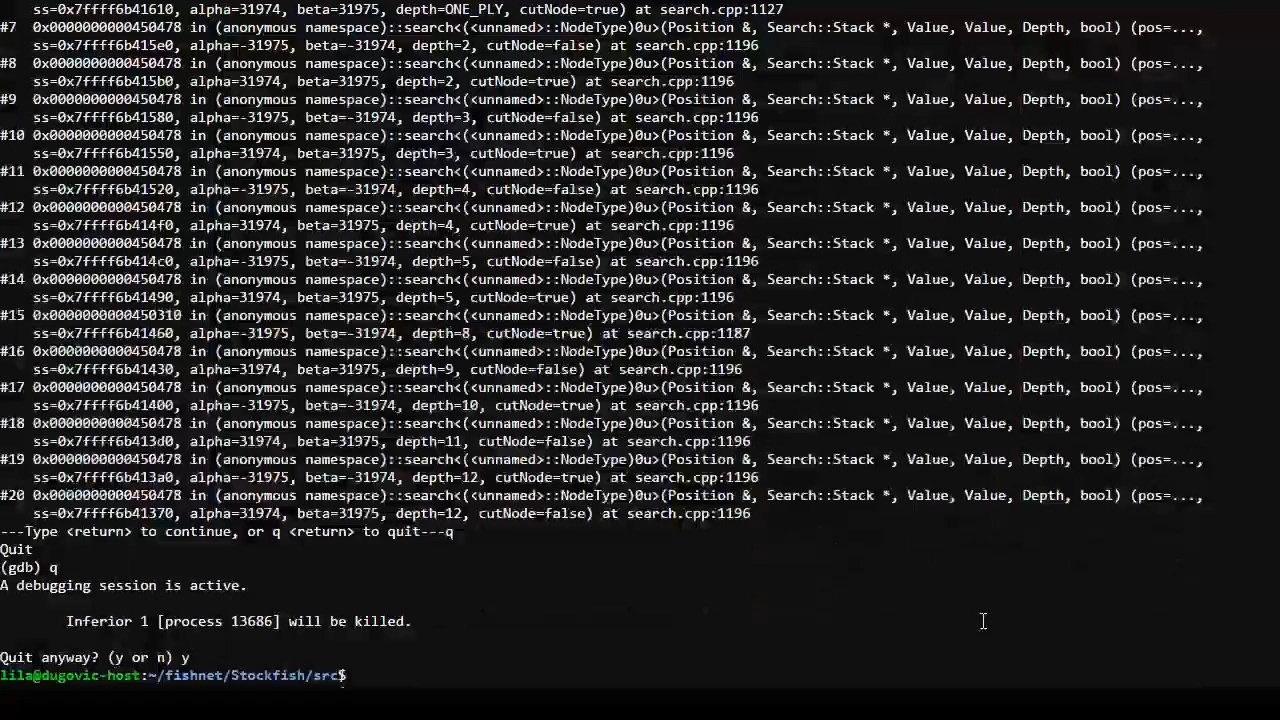 ss=0x7ffff6b41610, alpha=31974, beta=31975, depth=ONE_PLY, cutNode=true) at search.cpp:1127
#7  0x0000000000450478 in (anonymous namespace)::search<(<unnamed>::NodeType)0u>(Position &, Search::Stack *, Value, Value, Depth, bool) (pos=...,
ss=0x7ffff6b415e0, alpha=-31975, beta=-31974, depth=2, cutNode=false) at search.cpp:1196
#8  0x0000000000450478 in (anonymous namespace)::search<(<unnamed>::NodeType)0u>(Position &, Search::Stack *, Value, Value, Depth, bool) (pos=...,
ss=0x7ffff6b415b0, alpha=31974, beta=31975, depth=2, cutNode=true) at search.cpp:1196
#9  0x0000000000450478 in (anonymous namespace)::search<(<unnamed>::NodeType)0u>(Position &, Search::Stack *, Value, Value, Depth, bool) (pos=...,
ss=0x7ffff6b41580, alpha=-31975, beta=-31974, depth=3, cutNode=false) at search.cpp:1196
#10 0x0000000000450478 in (anonymous namespace)::search<(<unnamed>::NodeType)0u>(Position &, Search::Stack *, Value, Value, Depth, bool) (pos=...,
ss=0x7ffff6b41550, alpha=31974, beta=31975, depth=3, cutNode=true) at search.cpp:1196
#11 0x0000000000450478 in (anonymous namespace)::search<(<unnamed>::NodeType)0u>(Position &, Search::Stack *, Value, Value, Depth, bool) (pos=...,
ss=0x7ffff6b41520, alpha=-31975, beta=-31974, depth=4, cutNode=false) at search.cpp:1196
#12 0x0000000000450478 in (anonymous namespace)::search<(<unnamed>::NodeType)0u>(Position &, Search::Stack *, Value, Value, Depth, bool) (pos=...,
ss=0x7ffff6b414f0, alpha=31974, beta=31975, depth=4, cutNode=true) at search.cpp:1196
#13 0x0000000000450478 in (anonymous namespace)::search<(<unnamed>::NodeType)0u>(Position &, Search::Stack *, Value, Value, Depth, bool) (pos=...,
ss=0x7ffff6b414c0, alpha=-31975, beta=-31974, depth=5, cutNode=false) at search.cpp:1196
#14 0x0000000000450478 in (anonymous namespace)::search<(<unnamed>::NodeType)0u>(Position &, Search::Stack *, Value, Value, Depth, bool) (pos=...,
ss=0x7ffff6b41490, alpha=31974, beta=31975, depth=5, cutNode=true) at search.cpp:1196
#15 0x0000000000450310 in (anonymous namespace)::search<(<unnamed>::NodeType)0u>(Position &, Search::Stack *, Value, Value, Depth, bool) (pos=...,
ss=0x7ffff6b41460, alpha=-31975, beta=-31974, depth=8, cutNode=true) at search.cpp:1187
#16 0x0000000000450478 in (anonymous namespace)::search<(<unnamed>::NodeType)0u>(Position &, Search::Stack *, Value, Value, Depth, bool) (pos=...,
ss=0x7ffff6b41430, alpha=31974, beta=31975, depth=9, cutNode=false) at search.cpp:1196
#17 0x0000000000450478 in (anonymous namespace)::search<(<unnamed>::NodeType)0u>(Position &, Search::Stack *, Value, Value, Depth, bool) (pos=...,
ss=0x7ffff6b41400, alpha=-31975, beta=-31974, depth=10, cutNode=true) at search.cpp:1196
#18 0x0000000000450478 in (anonymous namespace)::search<(<unnamed>::NodeType)0u>(Position &, Search::Stack *, Value, Value, Depth, bool) (pos=...,
ss=0x7ffff6b413d0, alpha=31974, beta=31975, depth=11, cutNode=false) at search.cpp:1196
#19 0x0000000000450478 in (anonymous namespace)::search<(<unnamed>::NodeType)0u>(Position &, Search::Stack *, Value, Value, Depth, bool) (pos=...,
ss=0x7ffff6b413a0, alpha=-31975, beta=-31974, depth=12, cutNode=true) at search.cpp:1196
#20 0x0000000000450478 in (anonymous namespace)::search<(<unnamed>::NodeType)0u>(Position &, Search::Stack *, Value, Value, Depth, bool) (pos=...,
ss=0x7ffff6b41370, alpha=31974, beta=31975, depth=12, cutNode=false) at search.cpp:1196
---Type <return> to continue, or q <return> to quit---q
Quit
(gdb) q
A debugging session is active.
Inferior 1 [process 13686] will be killed.
Quit anyway? (y or n) y
lila@dugovic-host:~/fishnet/Stockfish/src$